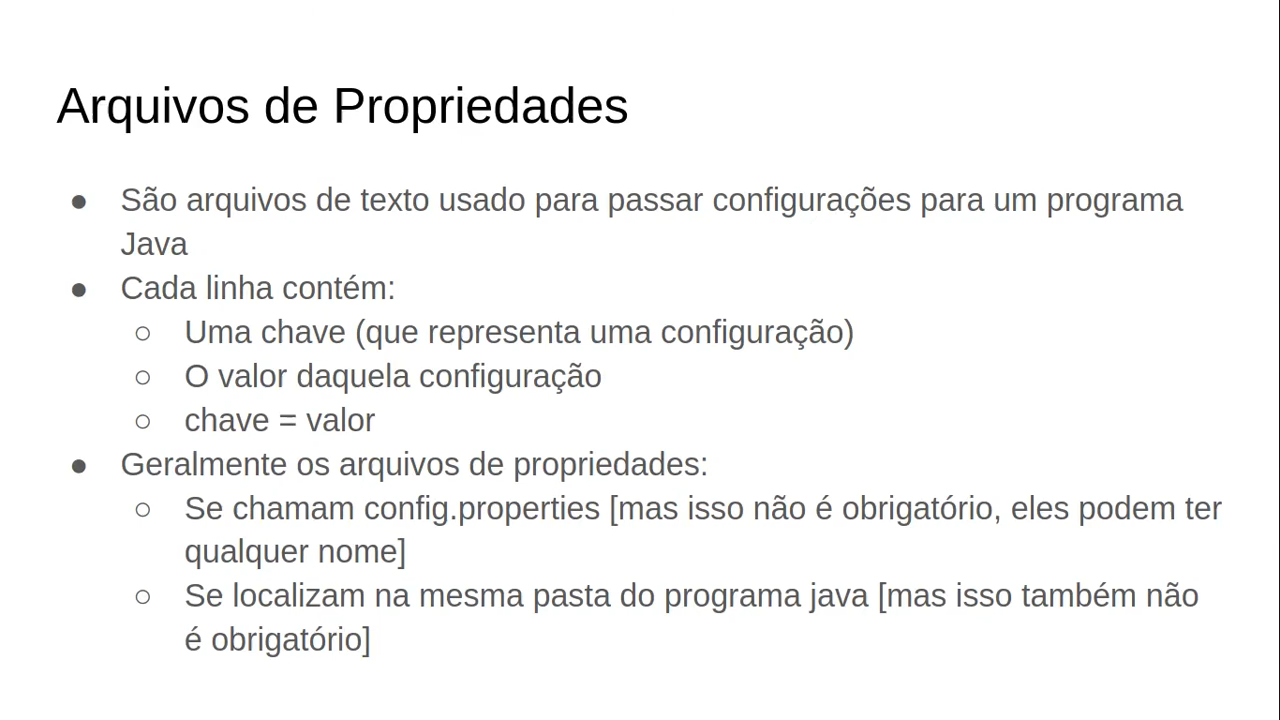 Arquivos de Propriedades
● São arquivos de texto usado para passar configurações para um programa
Java
● Cada linha contém:
○ Uma chave (que representa uma configuração)
○ O valor daquela configuração
○ chave = valor
● Geralmente os arquivos de propriedades:
○ Se chamam config.properties [mas isso não é obrigatório, eles podem ter
qualquer nome]
○ Se localizam na mesma pasta do programa java [mas isso também não
é obrigatório]